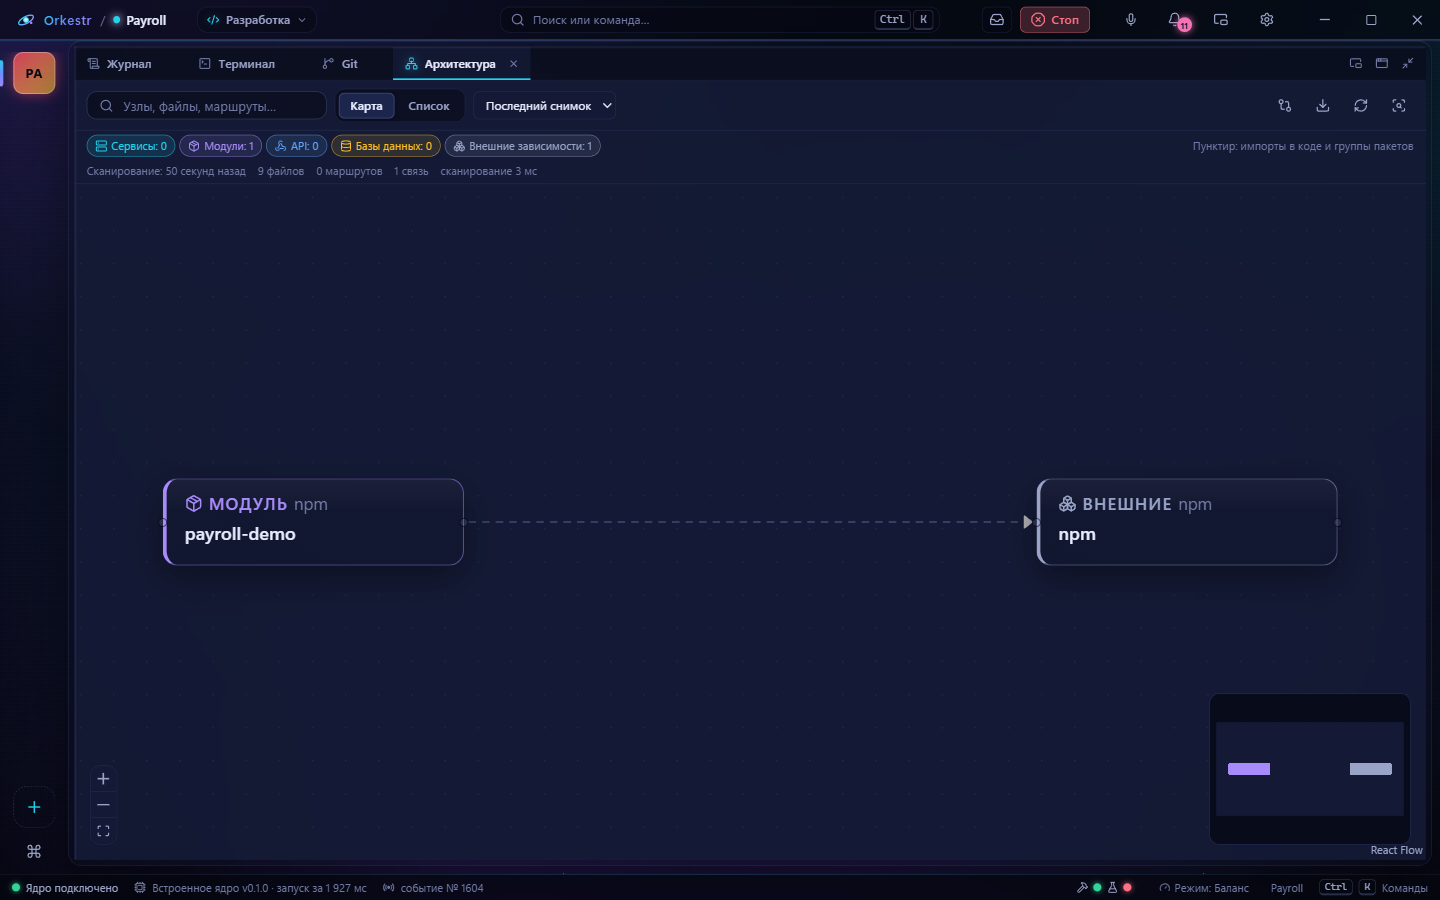 Orkestr / Payroll
Разработка
Поиск или команда...
Ctrl K
Стоп
11
PA
Журнал
Терминал
Git
Архитектура
Узлы, файлы, маршруты...
Карта
Список
Последний снимок
Сервисы: 0
Модули: 1
API: 0
Базы данных: 0
Внешние зависимости: 1
Пунктир: импорты в коде и группы пакетов
Сканирование: 50 секунд назад 9 файлов 0 маршрутов 1 связь сканирование 3 мс
МОДУЛЬ npm
payroll-demo
ВНЕШНИЕ npm
npm
React Flow
Ядро подключено
Встроенное ядро v0.1.0 · запуск за 1 927 мс
событие № 1604
Режим: Баланс
Payroll
Ctrl K Команды